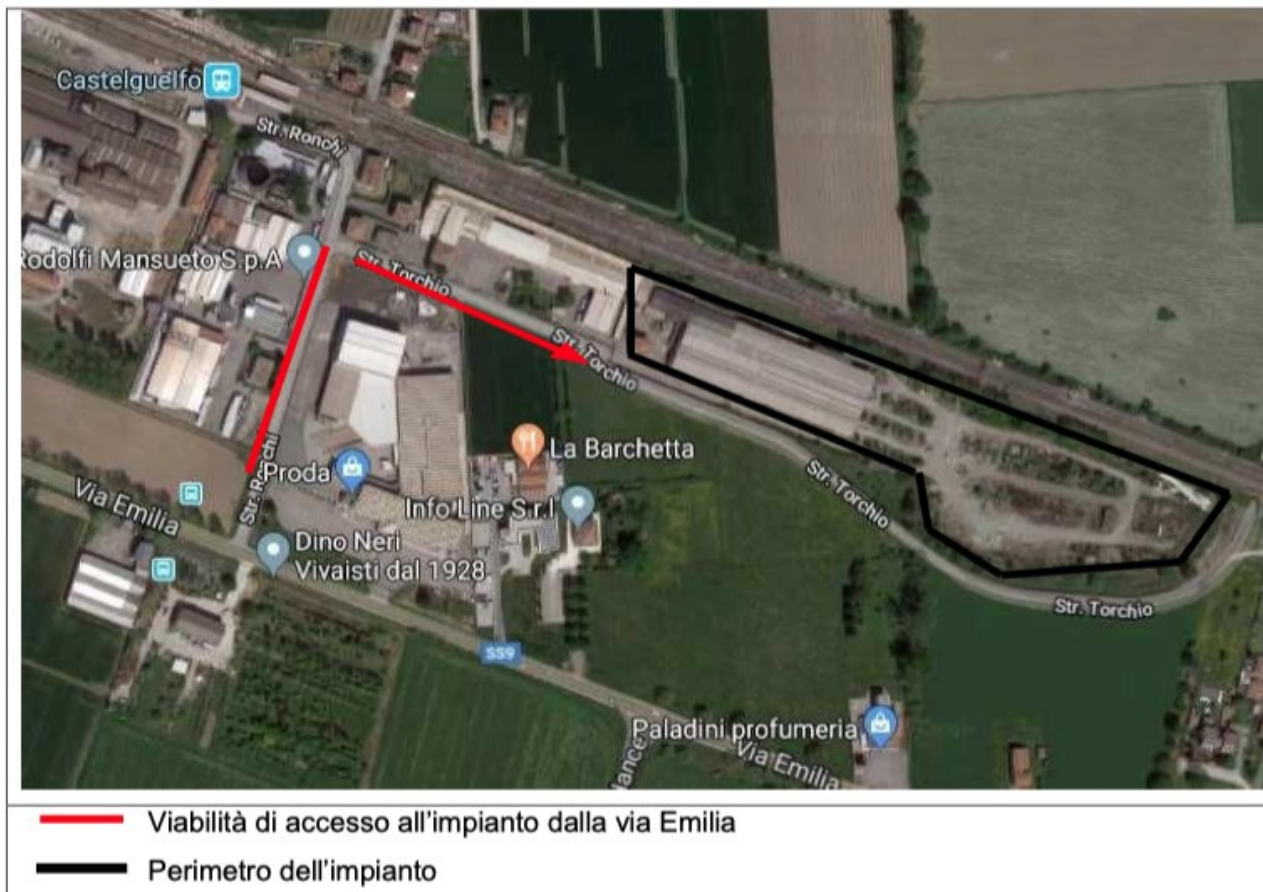 Castelguelfo
Str. Ronchi
Rodolfi Mansueto S.p.A
Str. Torchio
Str. Torchio
La Barchetta
Proda
Str. Ronchi
Info Line S.r.l
Via Emilia
Str. Torchio
Dino Neri
Vivaisti dal 1928
Str. Torchio
SS9
Paladini profumeria
Via Emilia
Viabilità di accesso all'impianto dalla via Emilia
Perimetro dell'impianto